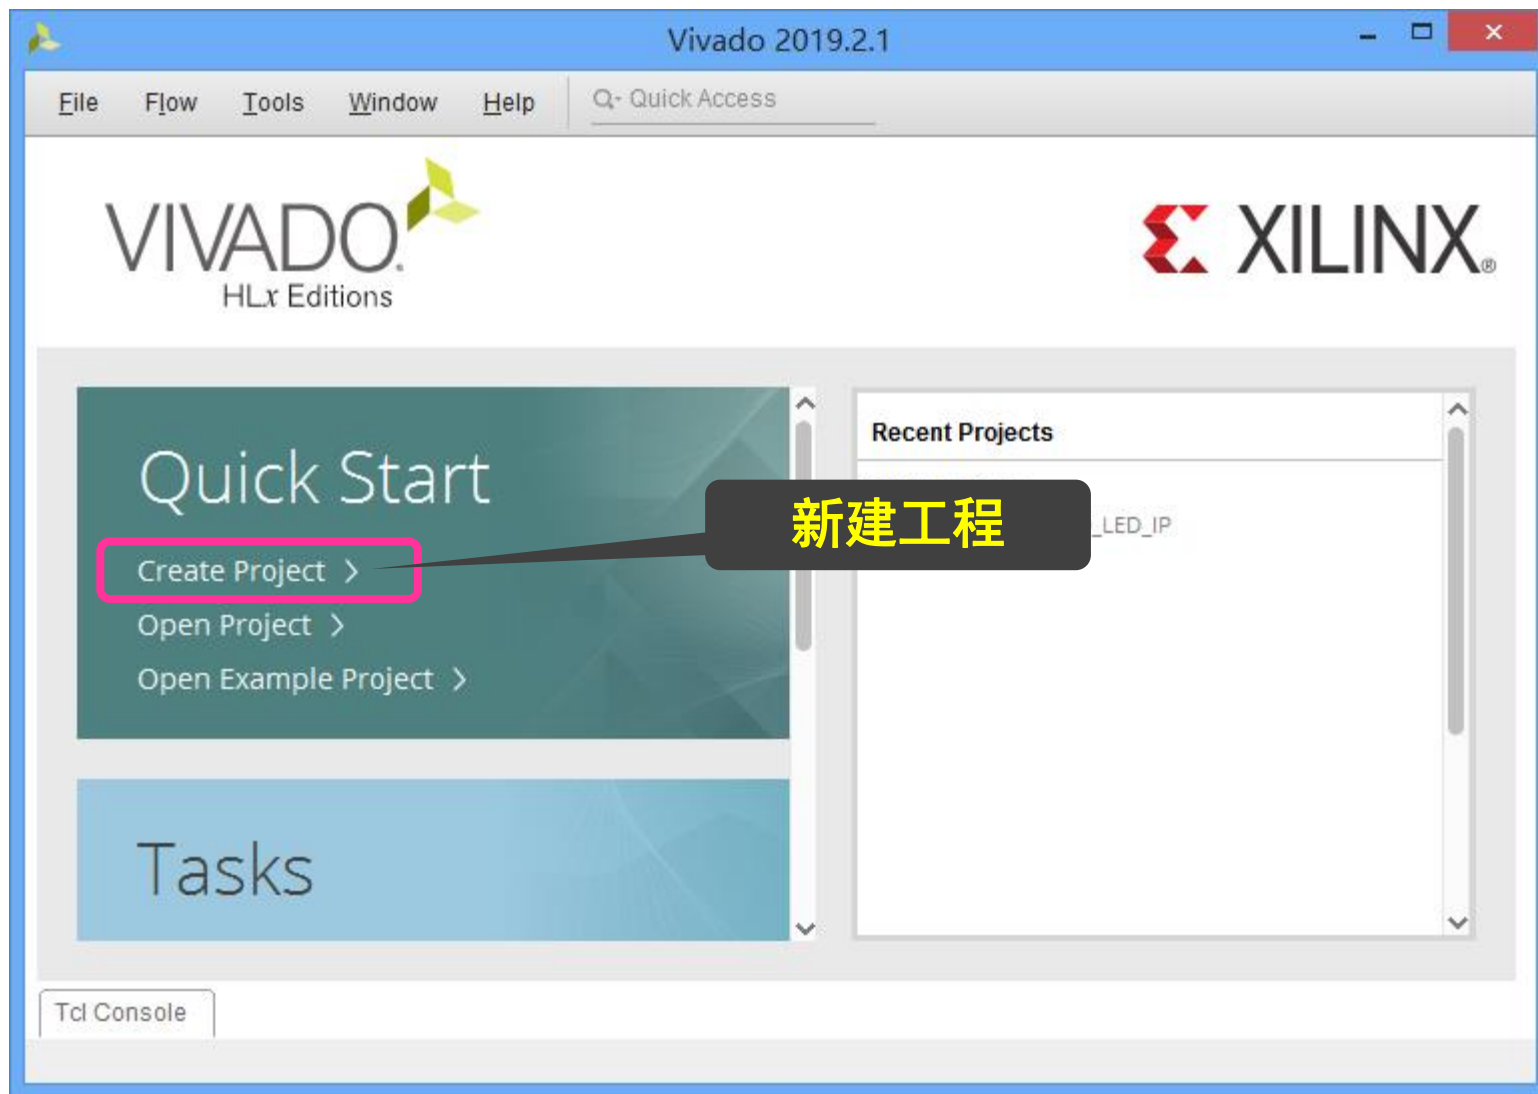 Vivado 2019.2.1
File Flow Tools Window Help Quick Access
VIVADO.
HLx Editions
XILINX®
Quick Start
Create Project >
Open Project >
Open Example Project >
新建工程
Recent Projects
_LED_IP
Tasks
Tcl Console